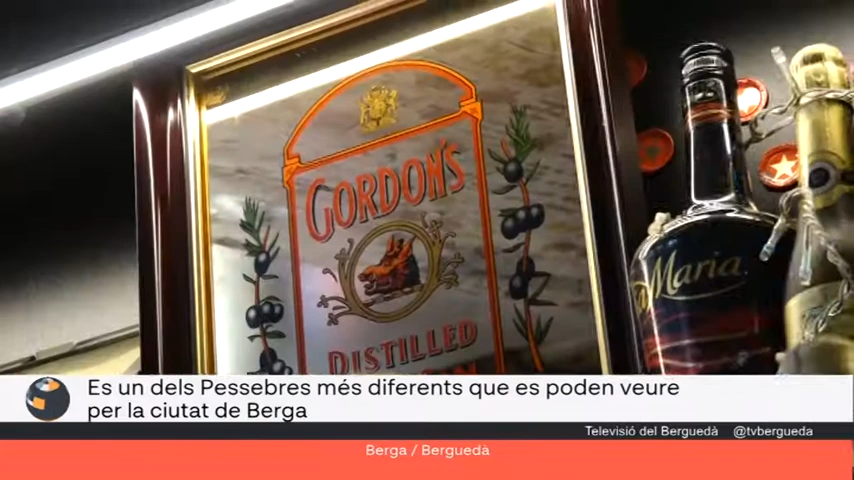 GORDON'S
DISTILLED
Maria
Es un dels Pessebres més diferents que es poden veure
per la ciutat de Berga
Televisió del Berguedà @tvbergueda
Berga / Berguedà